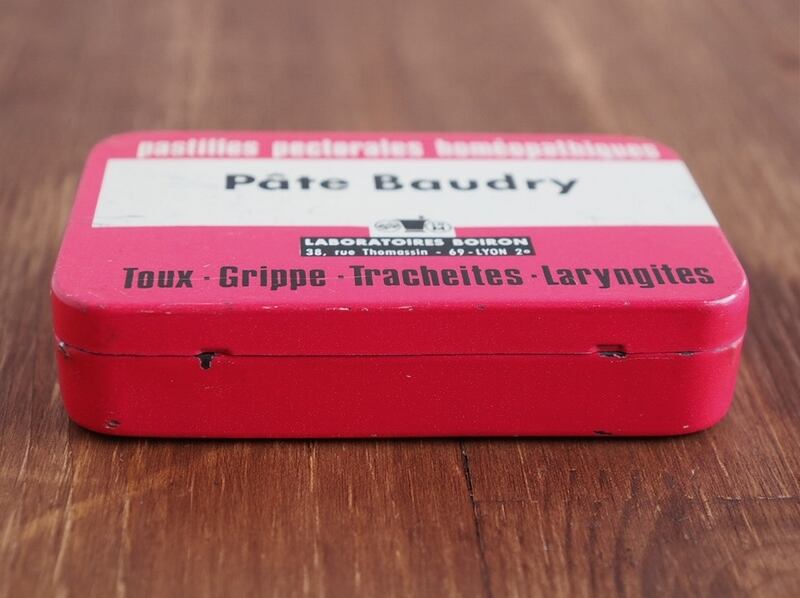 pastilles pectorales homéopathiques
Pâte Baudry
LABORATOIRES BOIRON
38, rue Thomassin - 69 - LYON 2e
Toux · Grippe · Tracheites · Laryngites